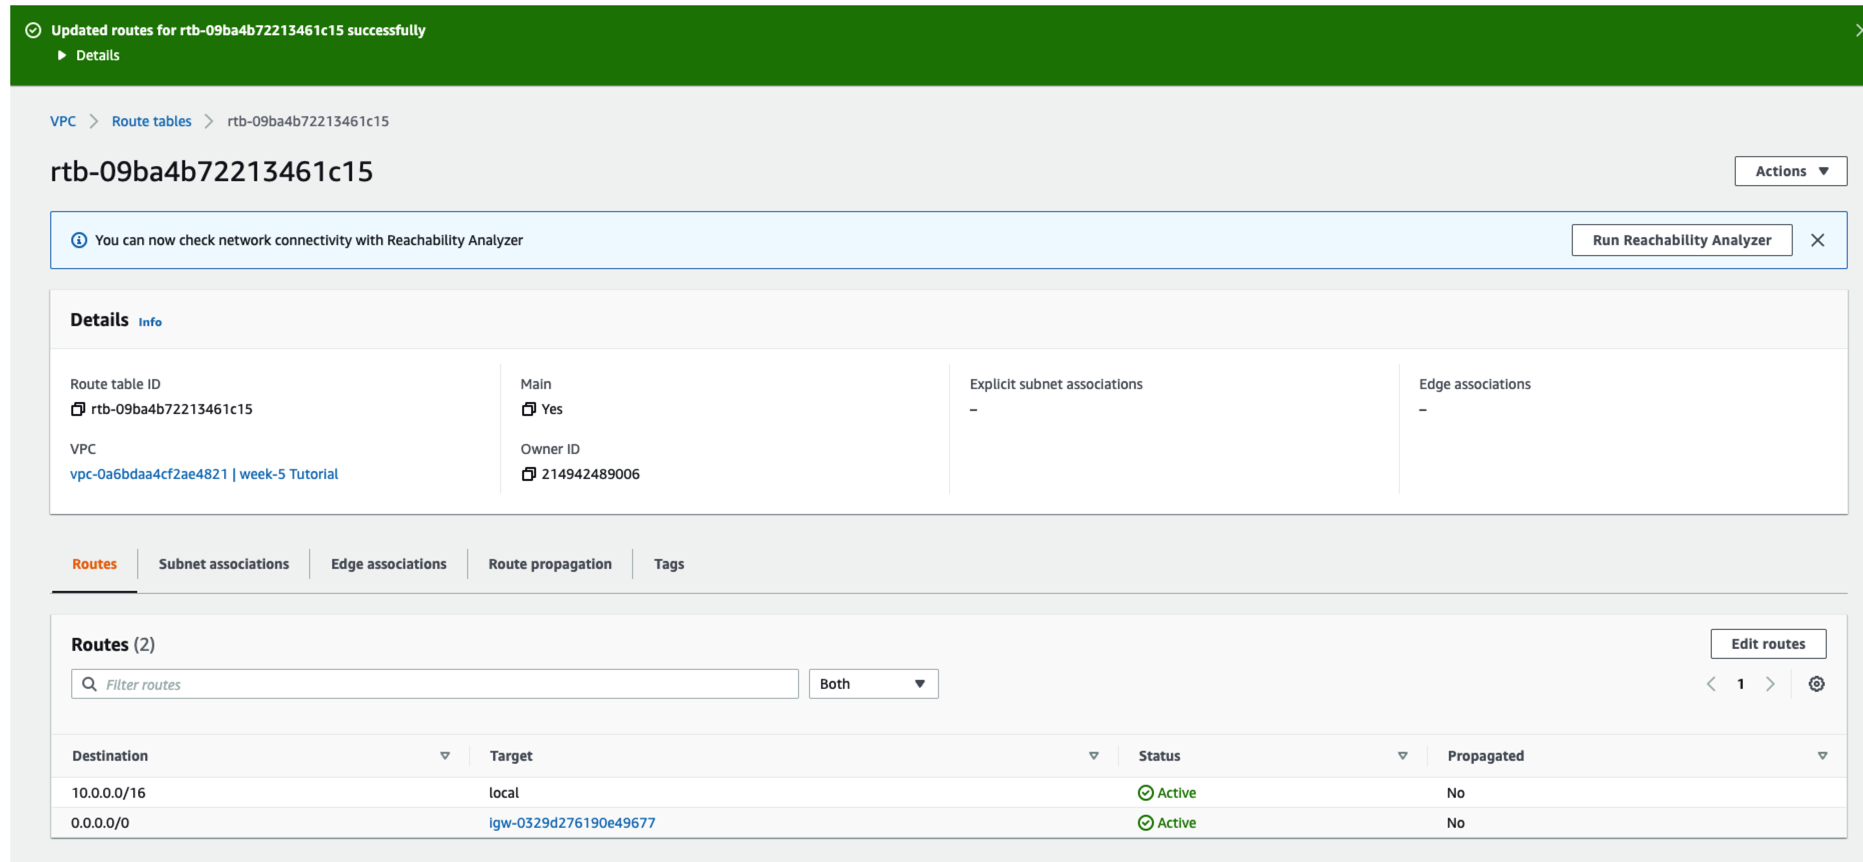 Updated routes for rtb-09ba4b72213461c15 successfully
Details
VPC Route tables rtb-09ba4b72213461c15
rtb-09ba4b72213461c15
Actions
You can now check network connectivity with Reachability Analyzer
Run Reachability Analyzer
Details Info
Route table ID
rtb-09ba4b72213461c15
Main
Yes
Explicit subnet associations
–
Edge associations
–
VPC
vpc-0a6bdaa4cf2ae4821 | week-5 Tutorial
Owner ID
214942489006
Routes Subnet associations Edge associations Route propagation Tags
Routes (2)
Edit routes
Filter routes
Both
1
Destination Target Status Propagated
10.0.0.0/16 local Active No
0.0.0.0/0 igw-0329d276190e49677 Active No